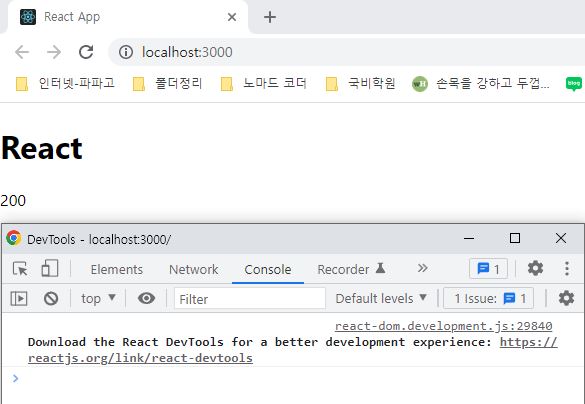 React App
localhost:3000
인터넷-파파고 폴더정리 노마드 코더 국비학원 WH 손목을 강하고 두껍... blog
React
200
DevTools - localhost:3000/
Elements Network Console Recorder 1
top Filter Default levels 1 Issue: 1
react-dom.development.js:29840
Download the React DevTools for a better development experience: https://
reactjs.org/link/react-devtools